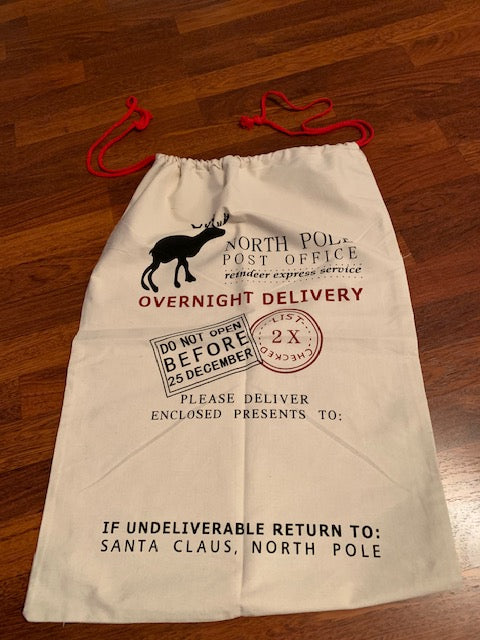 NORTH POLE
POST OFFICE
reindeer express service
OVERNIGHT DELIVERY
DO NOT OPEN
BEFORE
25 DECEMBER
LIST
2 X
CHECKED
PLEASE DELIVER
ENCLOSED PRESENTS TO:
IF UNDELIVERABLE RETURN TO:
SANTA CLAUS, NORTH POLE